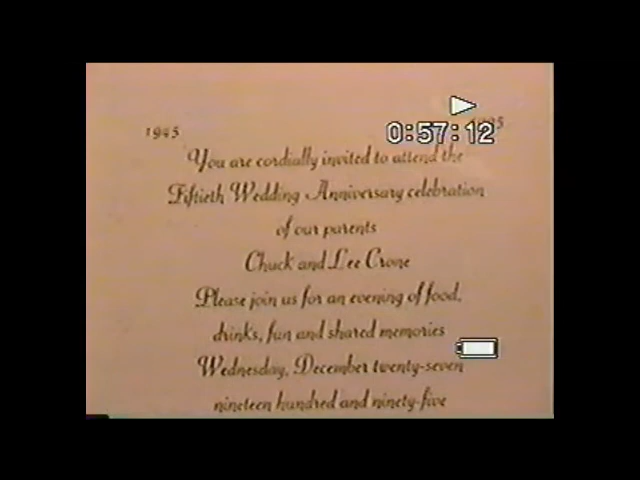 0:57:12
1945 1995
You are cordially invited to attend the
Fiftieth Wedding Anniversary celebration
of our parents
Chuck and Lee Crone
Please join us for an evening of food,
drinks, fun and shared memories
Wednesday, December twenty-seven
nineteen hundred and ninety-five